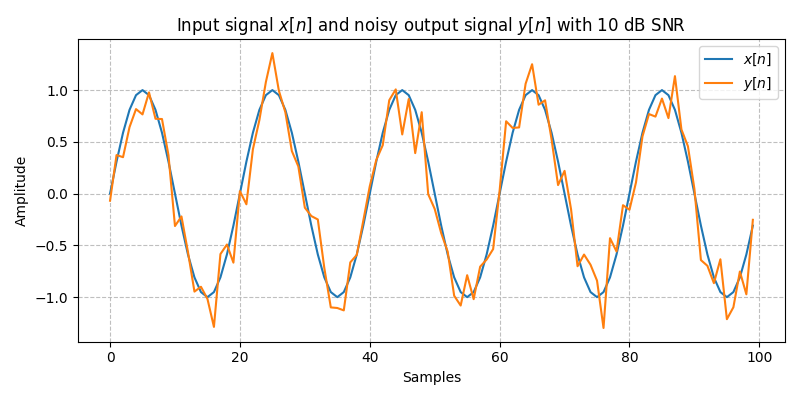 Input signal x[n] and noisy output signal y[n] with 10 dB SNR
x[n]
y[n]
1.0
0.5
0.0
−0.5
−1.0
Amplitude
0 20 40 60 80 100
Samples